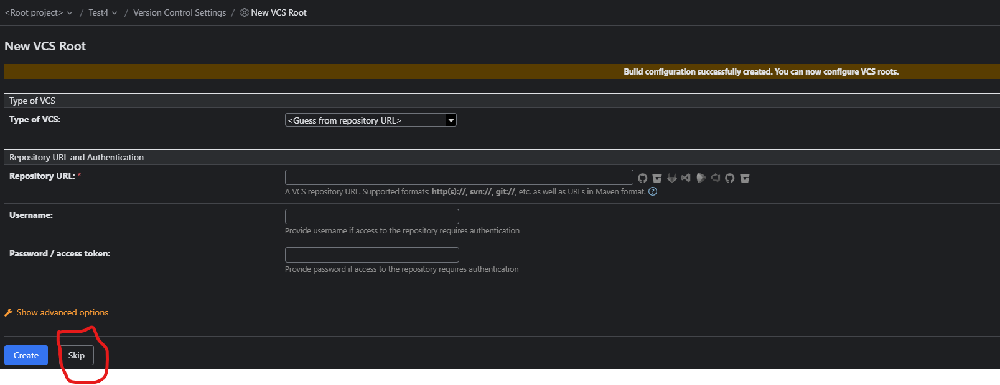 <Root project> / Test4 / Version Control Settings / New VCS Root
New VCS Root
Build configuration successfully created. You can now configure VCS roots.
Type of VCS
Type of VCS:
<Guess from repository URL>
Repository URL and Authentication
Repository URL: *
A VCS repository URL. Supported formats: http(s)://, svn://, git://, etc. as well as URLs in Maven format. ?
Username:
Provide username if access to the repository requires authentication
Password / access token:
Provide password if access to the repository requires authentication
Show advanced options
Create Skip